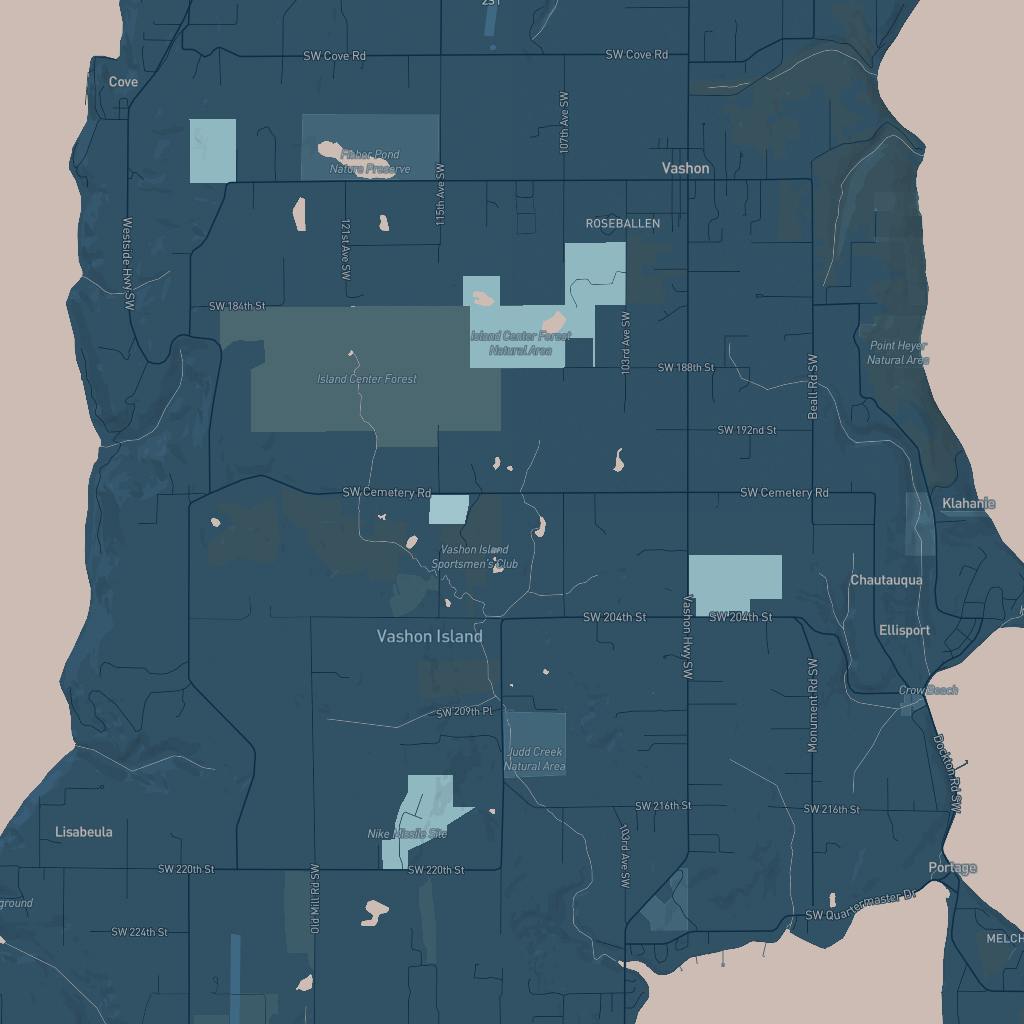 SW Cove Rd
SW Cove Rd
Cove
107th Ave SW
Fisher Pond
Nature Preserve
Vashon
115th Ave SW
Westside Hwy SW
121st Ave SW
ROSEBALLEN
SW 184th St
Island Center Forest
Natural Area
103rd Ave SW
Point Heyer
Natural Area
Island Center Forest
SW 188th St
Beall Rd SW
SW 192nd St
SW Cemetery Rd
SW Cemetery Rd
Klahanie
Vashon Island
Sportsmen's Club
Chautauqua
Vashon Hwy SW
SW 204th St
SW 204th St
Ellisport
Vashon Island
Crow Beach
Monument Rd SW
SW 209th Pl
Judd Creek
Natural Area
Dockton Rd SW
SW 216th St
SW 216th St
Lisabeula
Nike Missile Site
103rd Ave SW
SW 220th St
SW 220th St
Portage
Old Mill Rd SW
ground
SW Quartermaster Dr
SW 224th St
MELCH